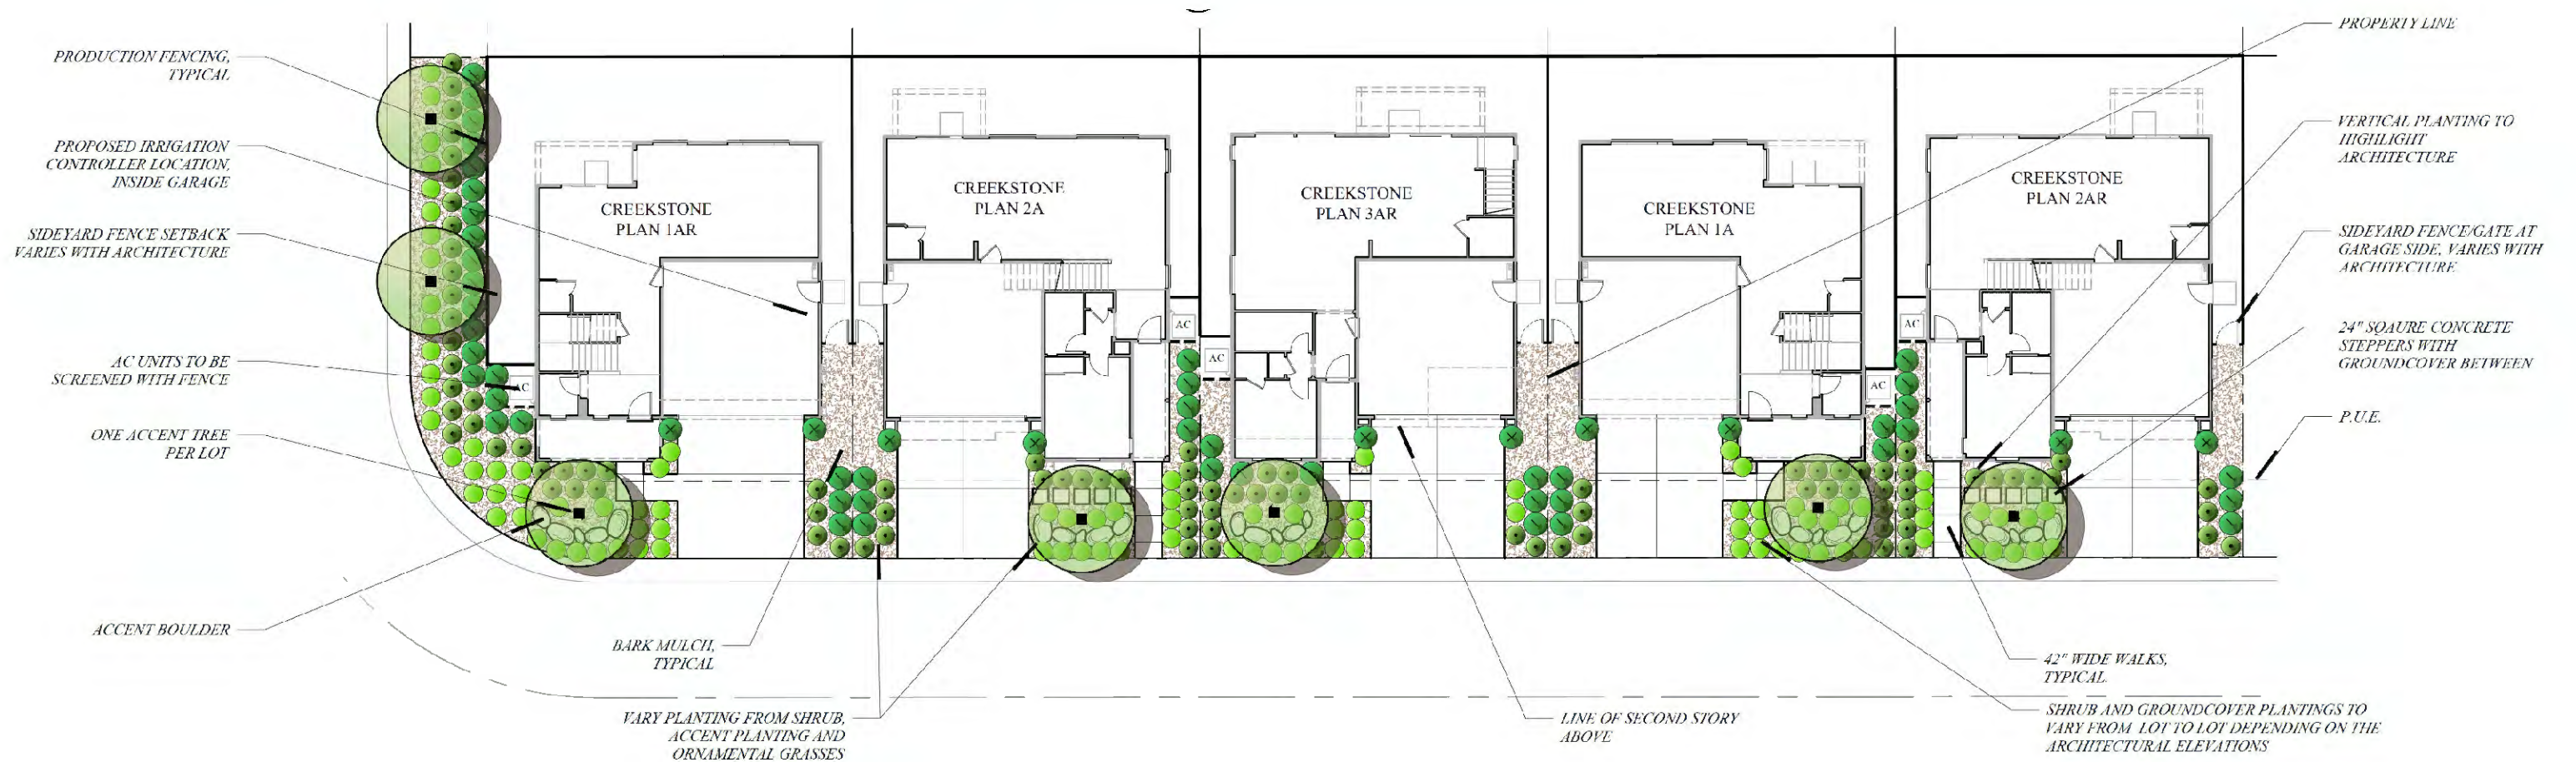 PRODUCTION FENCING,
TYPICAL
PROPOSED IRRIGATION
CONTROLLER LOCATION,
INSIDE GARAGE
SIDEYARD FENCE SETBACK
VARIES WITH ARCHITECTURE
AC UNITS TO BE
SCREENED WITH FENCE
ONE ACCENT TREE
PER LOT
ACCENT BOULDER
BARK MULCH,
TYPICAL
VARY PLANTING FROM SHRUB,
ACCENT PLANTING AND
ORNAMENTAL GRASSES
CREEKSTONE
PLAN 1AR
AC
CREEKSTONE
PLAN 2A
AC
AC
CREEKSTONE
PLAN 3AR
CREEKSTONE
PLAN 1A
AC
AC
CREEKSTONE
PLAN 2AR
LINE OF SECOND STORY
ABOVE
PROPERTY LINE
VERTICAL PLANTING TO
HIGHLIGHT
ARCHITECTURE
SIDEYARD FENCE/GATE AT
GARAGE SIDE, VARIES WITH
ARCHITECTURE
24" SQAURE CONCRETE
STEPPERS WITH
GROUNDCOVER BETWEEN
P.U.E.
42" WIDE WALKS,
TYPICAL
SHRUB AND GROUNDCOVER PLANTINGS TO
VARY FROM LOT TO LOT DEPENDING ON THE
ARCHITECTURAL ELEVATIONS